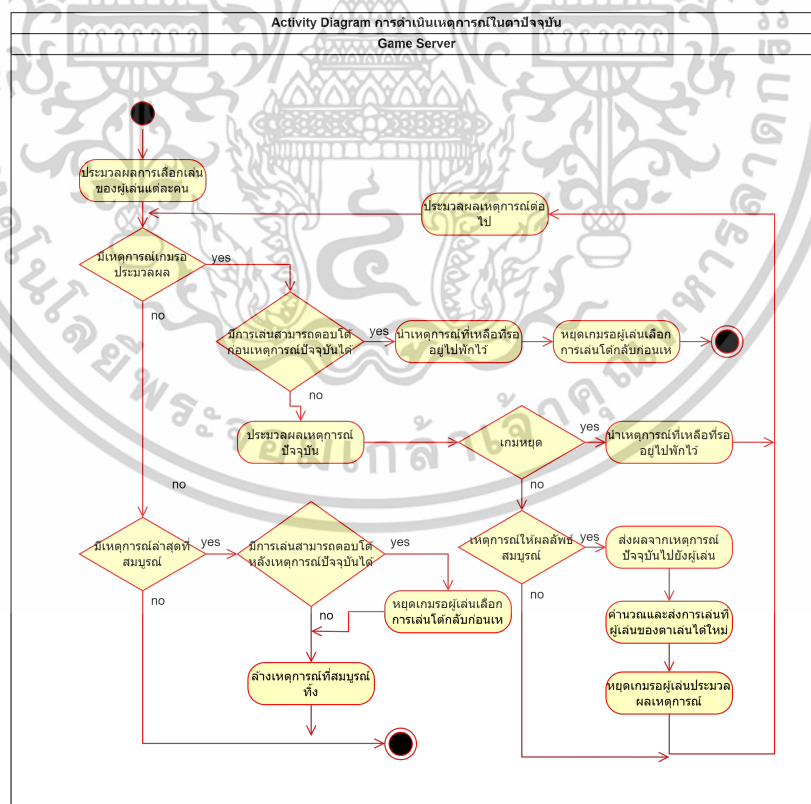 Activity Diagram การดำเนินเหตุการณ์ในตาปัจจุบัน
Game Server
ประมวลผลการเลือกเล่น
ของผู้เล่นแต่ละคน
ประมวลผลเหตุการณ์ต่อ
ไป
มีเหตุการณ์เกมรอ
ประมวลผล
yes
no
มีการเล่นสามารถตอบโต้
ก่อนเหตุการณ์ปัจจุบันได้
yes
no
นำเหตุการณ์ที่เหลือที่รอ
อยู่ไปพักไว้
หยุดเกมรอผู้เล่นเลือก
การเล่นโต้กลับก่อนเห
ประมวลผลเหตุการณ์
ปัจจุบัน
เกมหยุด
yes
no
นำเหตุการณ์ที่เหลือที่รอ
อยู่ไปพักไว้
no
มีเหตุการณ์ล่าสุดที่
สมบูรณ์
yes
no
มีการเล่นสามารถตอบโต้
หลังเหตุการณ์ปัจจุบันได้
yes
no
หยุดเกมรอผู้เล่นเลือก
การเล่นโต้กลับก่อนเห
ล้างเหตุการณ์ที่สมบูรณ์
ทิ้ง
เหตุการณ์ให้ผลลัพธ์
สมบูรณ์
yes
no
ส่งผลจากเหตุการณ์
ปัจจุบันไปยังผู้เล่น
คำนวณและส่งการเล่นที่
ผู้เล่นของตาเล่นได้ใหม่
หยุดเกมรอผู้เล่นประมวล
ผลเหตุการณ์